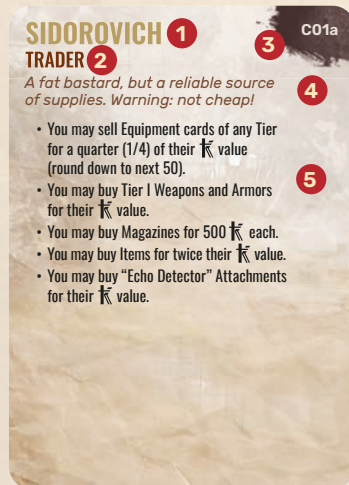 SIDOROVICH 1
3
C01a
TRADER 2
A fat bastard, but a reliable source
of supplies. Warning: not cheap!
4
• You may sell Equipment cards of any Tier
for a quarter (1/4) of their value
(round down to next 50).
5
• You may buy Tier I Weapons and Armors
for their value.
• You may buy Magazines for 500 each.
• You may buy Items for twice their value.
• You may buy “Echo Detector” Attachments
for their value.